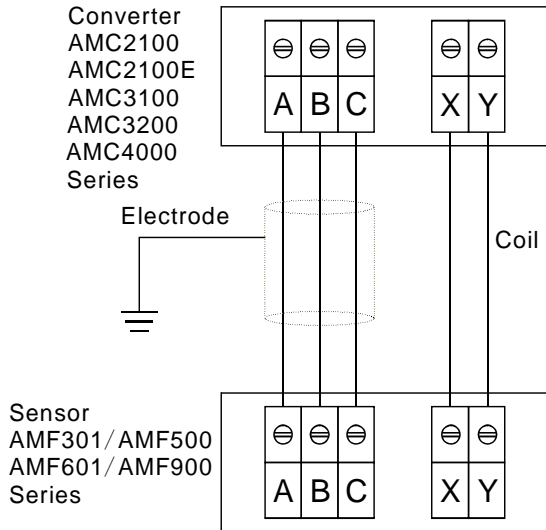 Converter
AMC2100
AMC2100E
AMC3100
AMC3200
AMC4000
Series
A B C X Y
Electrode
Coil
Sensor
AMF301/AMF500
AMF601/AMF900
Series
A B C X Y